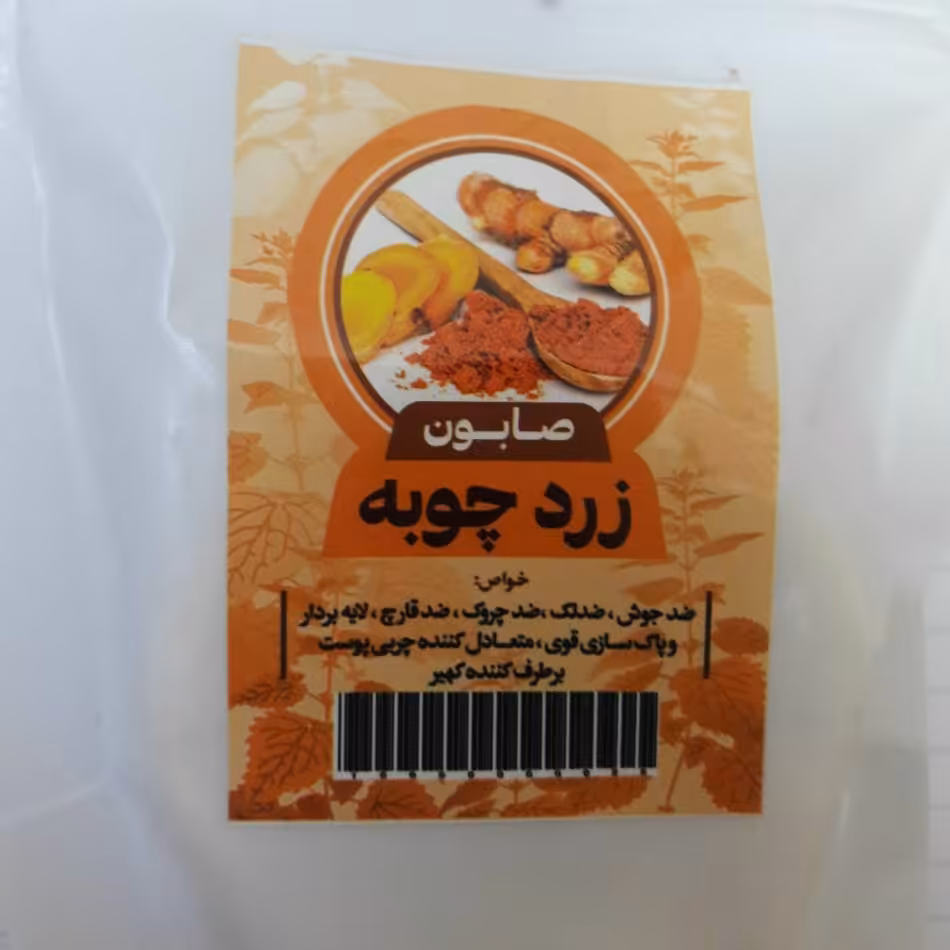 صابون
زرد چوبه
خواص:
ضد جوش ، ضدلک ،ضد چروک ، ضد قارچ ، لایه بردار
و پاک سازی قوی ، متعادل کننده چربی پوست
برطرف کننده کهیر